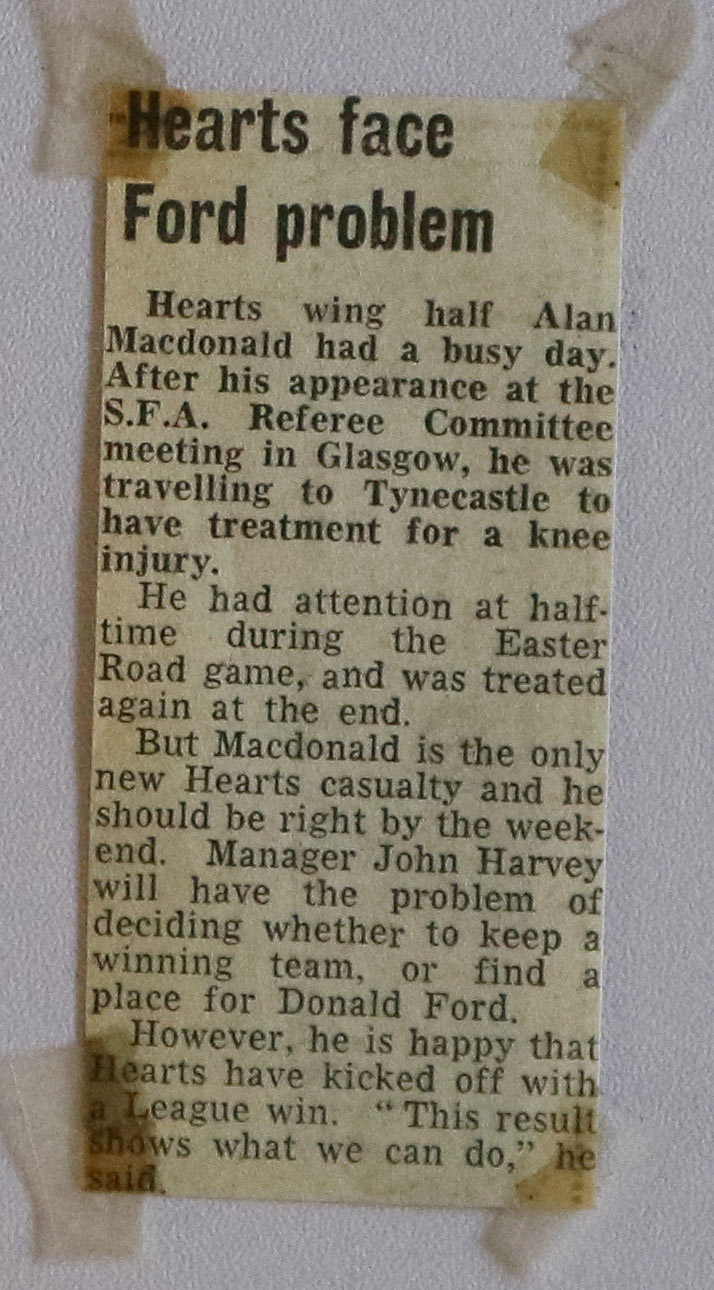 Hearts face
Ford problem
Hearts wing half Alan
Macdonald had a busy day.
After his appearance at the
S.F.A. Referee Committee
meeting in Glasgow, he was
travelling to Tynecastle to
have treatment for a knee
injury.
He had attention at half-
time during the Easter
Road game, and was treated
again at the end.
But Macdonald is the only
new Hearts casualty and he
should be right by the week-
end. Manager John Harvey
will have the problem of
deciding whether to keep a
winning team, or find a
place for Donald Ford.
However, he is happy that
Hearts have kicked off with
a League win. “This result
shows what we can do,” he
said.